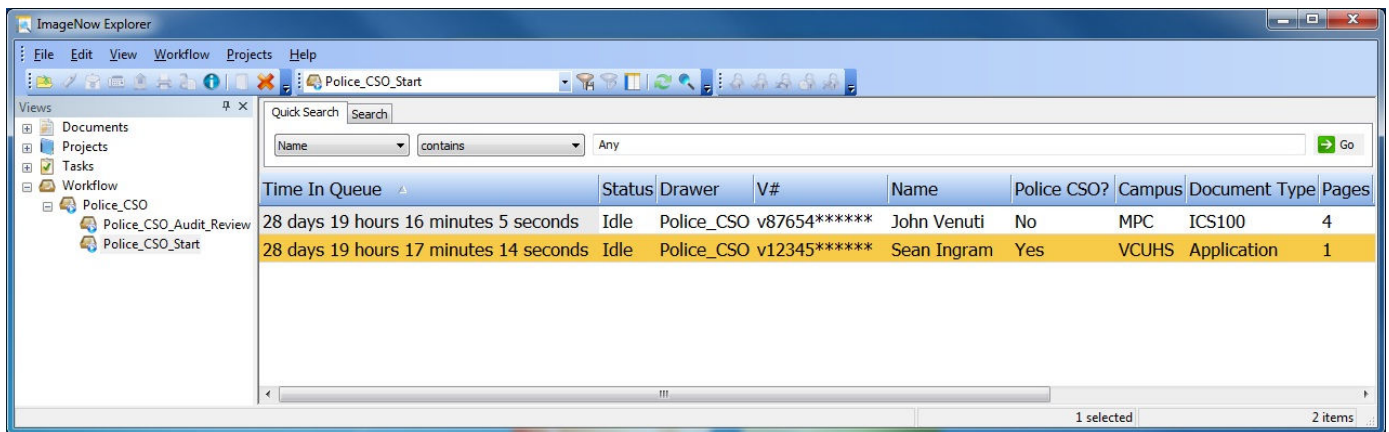 ImageNow Explorer
File Edit View Workflow Projects Help
Police_CSO_Start
Views
Documents
Projects
Tasks
Workflow
Police_CSO
Police_CSO_Audit_Review
Police_CSO_Start
Quick Search Search
Name contains Any Go
Time In Queue Status Drawer V# Name Police CSO? Campus Document Type Pages
28 days 19 hours 16 minutes 5 seconds Idle Police_CSO v87654****** John Venuti No MPC ICS100 4
28 days 19 hours 17 minutes 14 seconds Idle Police_CSO v12345****** Sean Ingram Yes VCUHS Application 1
1 selected 2 items